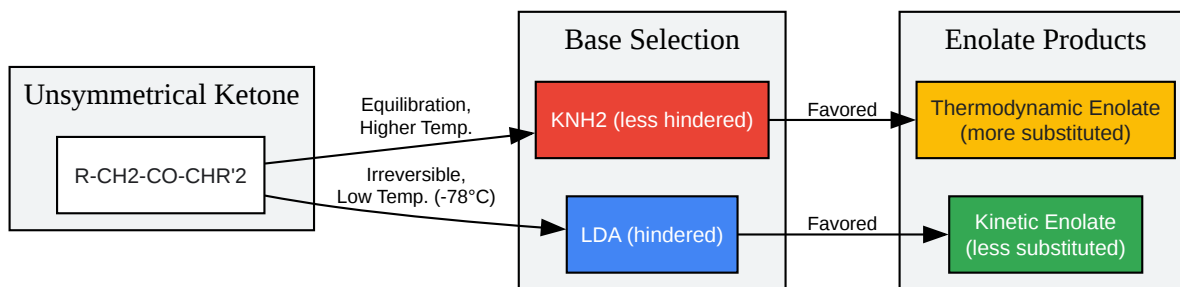 Unsymmetrical Ketone
R-CH2-CO-CHR'2
Equilibration,
Higher Temp.
Irreversible,
Low Temp. (-78°C)
Base Selection
KNH2 (less hindered)
LDA (hindered)
Favored
Favored
Enolate Products
Thermodynamic Enolate
(more substituted)
Kinetic Enolate
(less substituted)